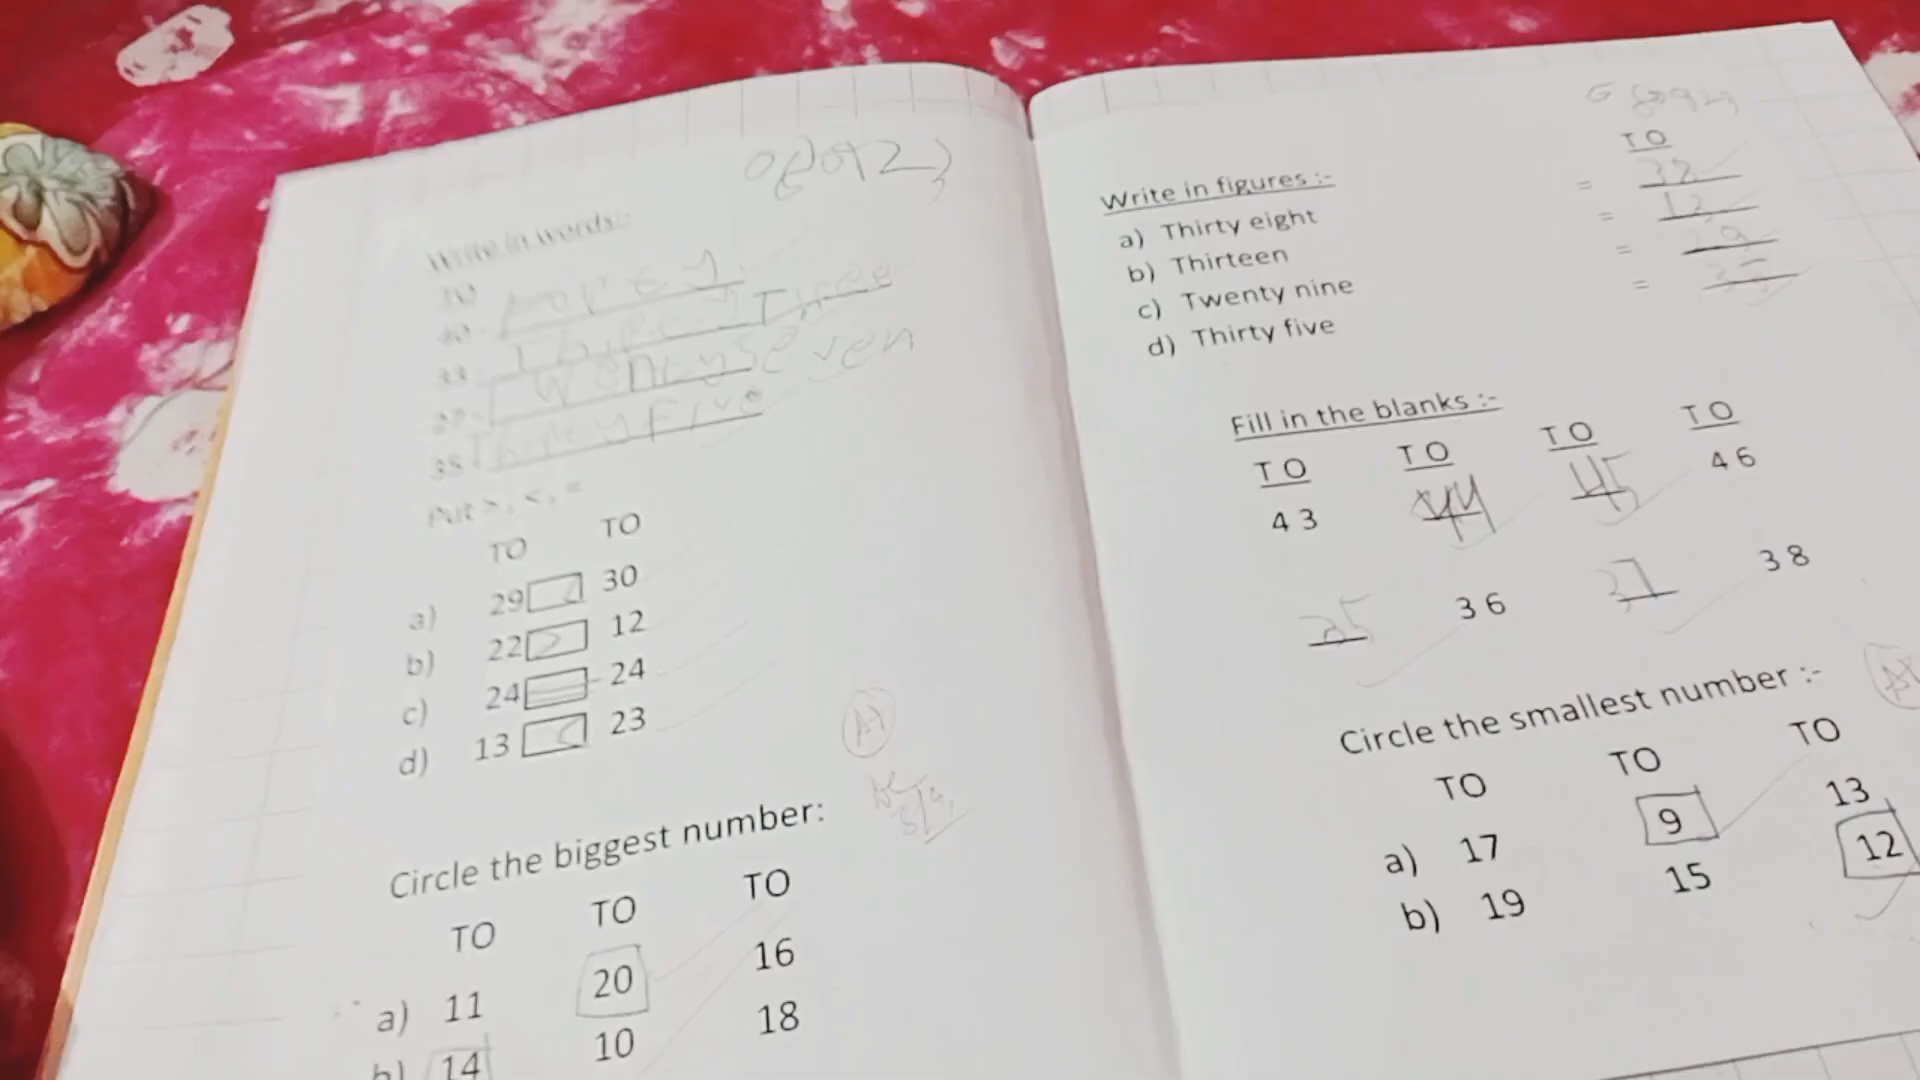 Write in words:-
TO
40.
33. Three
27. wenty seven
35. Five
Put >, <, =
TO TO
a) 29 < 30
b) 22 > 12
c) 24 = 24
d) 13 < 23
A+
Circle the biggest number:
TO TO TO
a) 11 20 16
b) 14 10 18
Write in figures :- TO
a) Thirty eight = 38
b) Thirteen = 13
c) Twenty nine = 29
d) Thirty five = 35
Fill in the blanks :-
TO TO TO TO
43 44 45 46
35 36 37 38
Circle the smallest number :-
TO TO TO
a) 17 9 13
b) 19 15 12